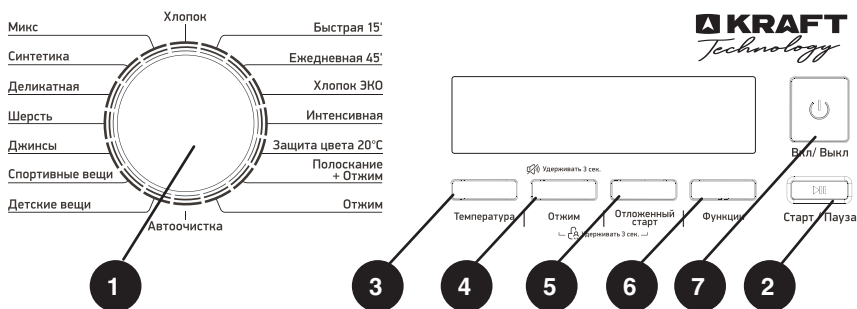 Хлопок
Микс
Синтетика
Деликатная
Шерсть
Джинсы
Спортивные вещи
Детские вещи
Быстрая 15'
Ежедневная 45'
Хлопок ЭКО
Интенсивная
Защита цвета 20°C
Полоскание
+ Отжим
Отжим
Автоочистка
KRAFT
Technology
Удерживать 3 сек.
Температура
Отжим
Отложенный
старт
Функции
Удерживать 3 сек.
Вкл/ Выкл
Старт / Пауза
1
3
4
5
6
7
2